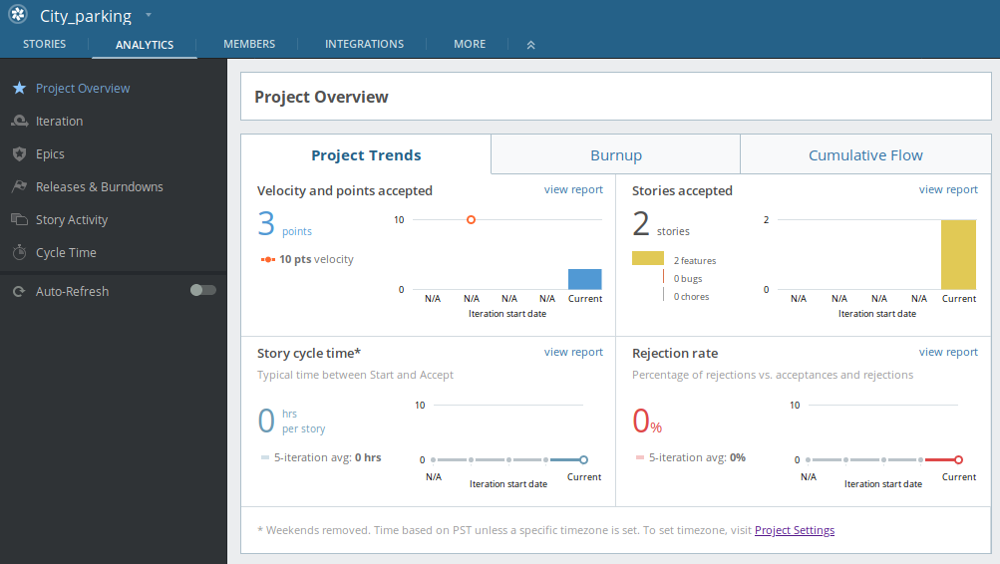 City_parking
STORIES ANALYTICS MEMBERS INTEGRATIONS MORE
Project Overview
Iteration
Epics
Releases & Burndowns
Story Activity
Cycle Time
Auto-Refresh
Project Overview
Project Trends Burnup Cumulative Flow
Velocity and points accepted view report
3 points
10 pts velocity
10
0
N/A N/A N/A N/A Current
Iteration start date
Stories accepted view report
2 stories
2 features
0 bugs
0 chores
2
0
N/A N/A N/A N/A Current
Iteration start date
Story cycle time* view report
Typical time between Start and Accept
0 hrs
per story
5-iteration avg: 0 hrs
10
0
N/A Current
Iteration start date
Rejection rate view report
Percentage of rejections vs. acceptances and rejections
0%
5-iteration avg: 0%
10
0
N/A Current
Iteration start date
* Weekends removed. Time based on PST unless a specific timezone is set. To set timezone, visit Project Settings